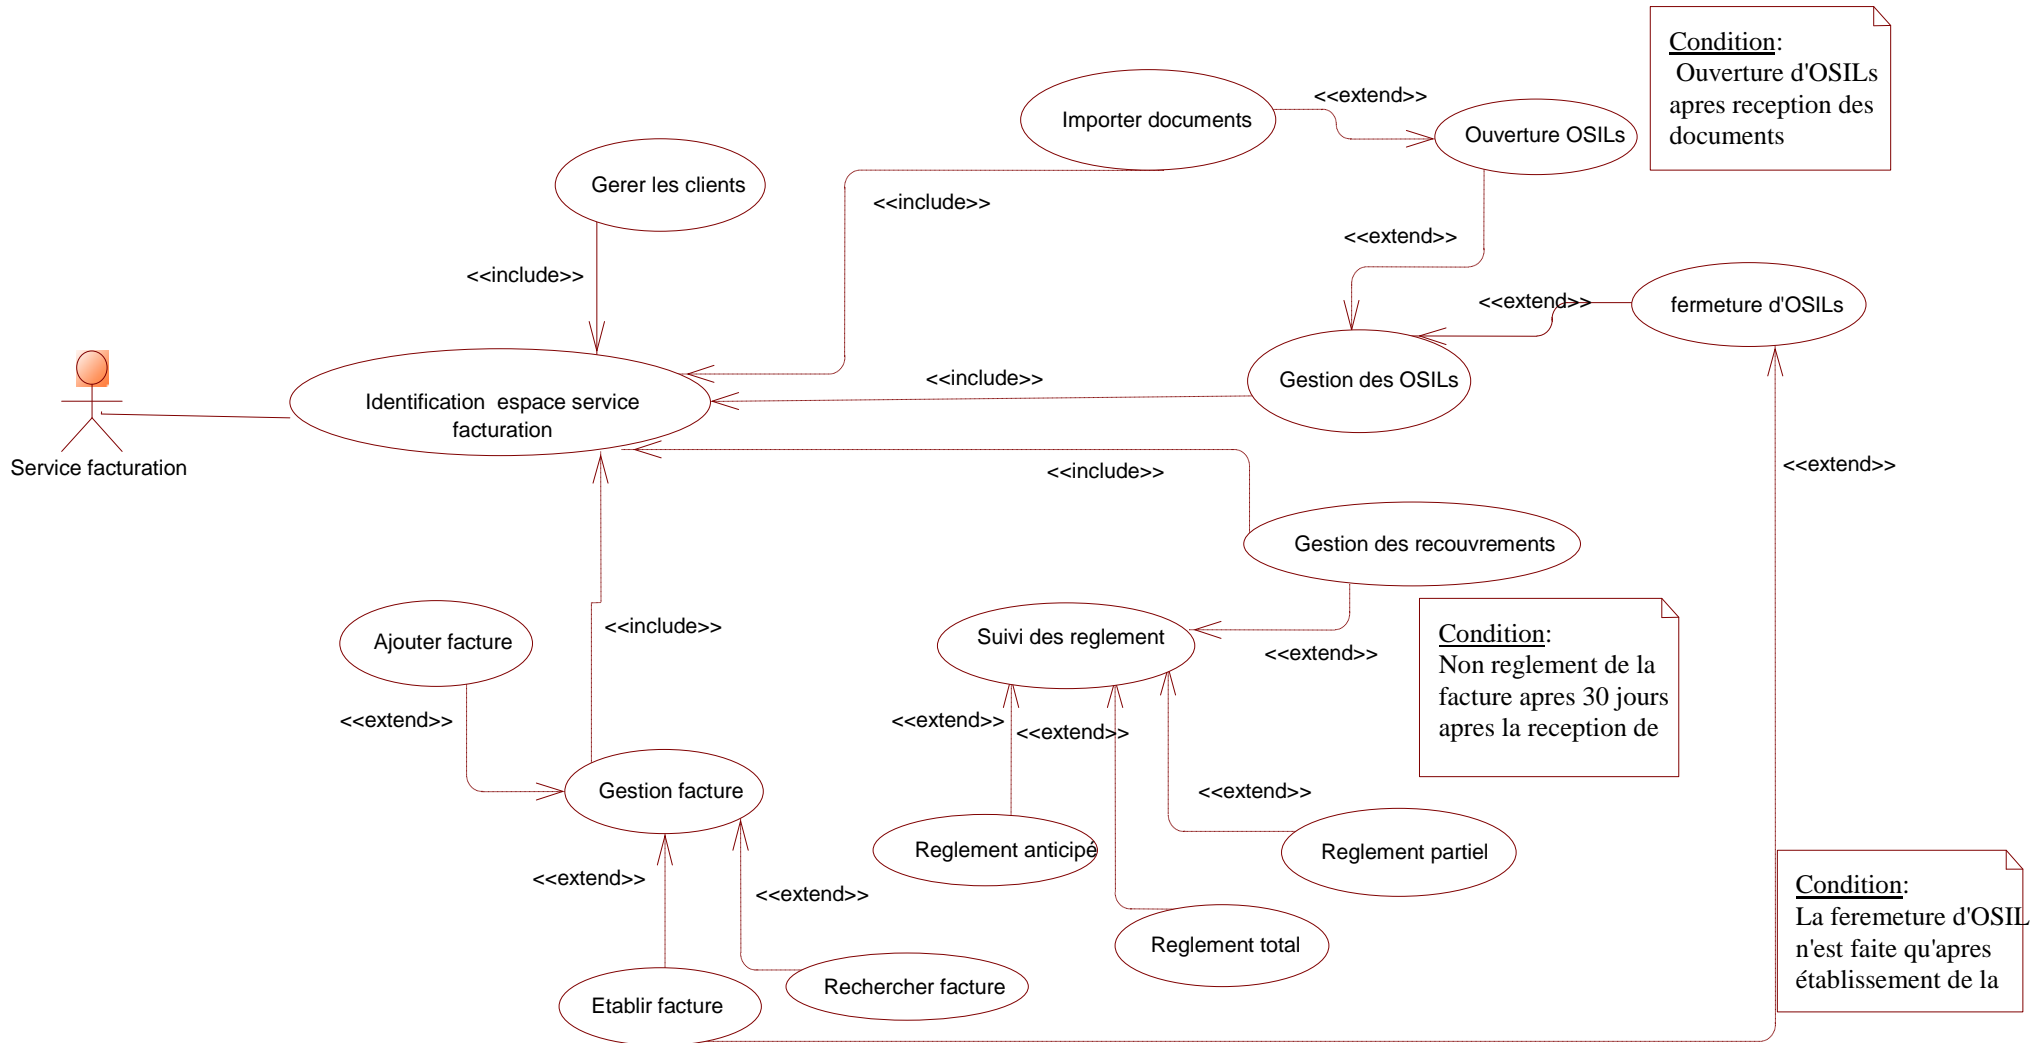 Condition:
Ouverture d'OSILs
apres reception des
documents
<<extend>>
Importer documents
Ouverture OSILs
Gerer les clients
<<include>>
<<extend>>
<<include>>
<<extend>>
fermeture d'OSILs
<<include>>
Gestion des OSILs
Identification espace service
facturation
Service facturation
<<include>>
<<extend>>
Gestion des recouvrements
<<include>>
Ajouter facture
Suivi des reglement
<<extend>>
Condition:
Non reglement de la
facture apres 30 jours
apres la reception de
<<extend>>
<<extend>>
<<extend>>
Gestion facture
<<extend>>
Reglement anticipé
Reglement partiel
<<extend>>
<<extend>>
Condition:
La feremeture d'OSIL
n'est faite qu'apres
établissement de la
Reglement total
Rechercher facture
Etablir facture